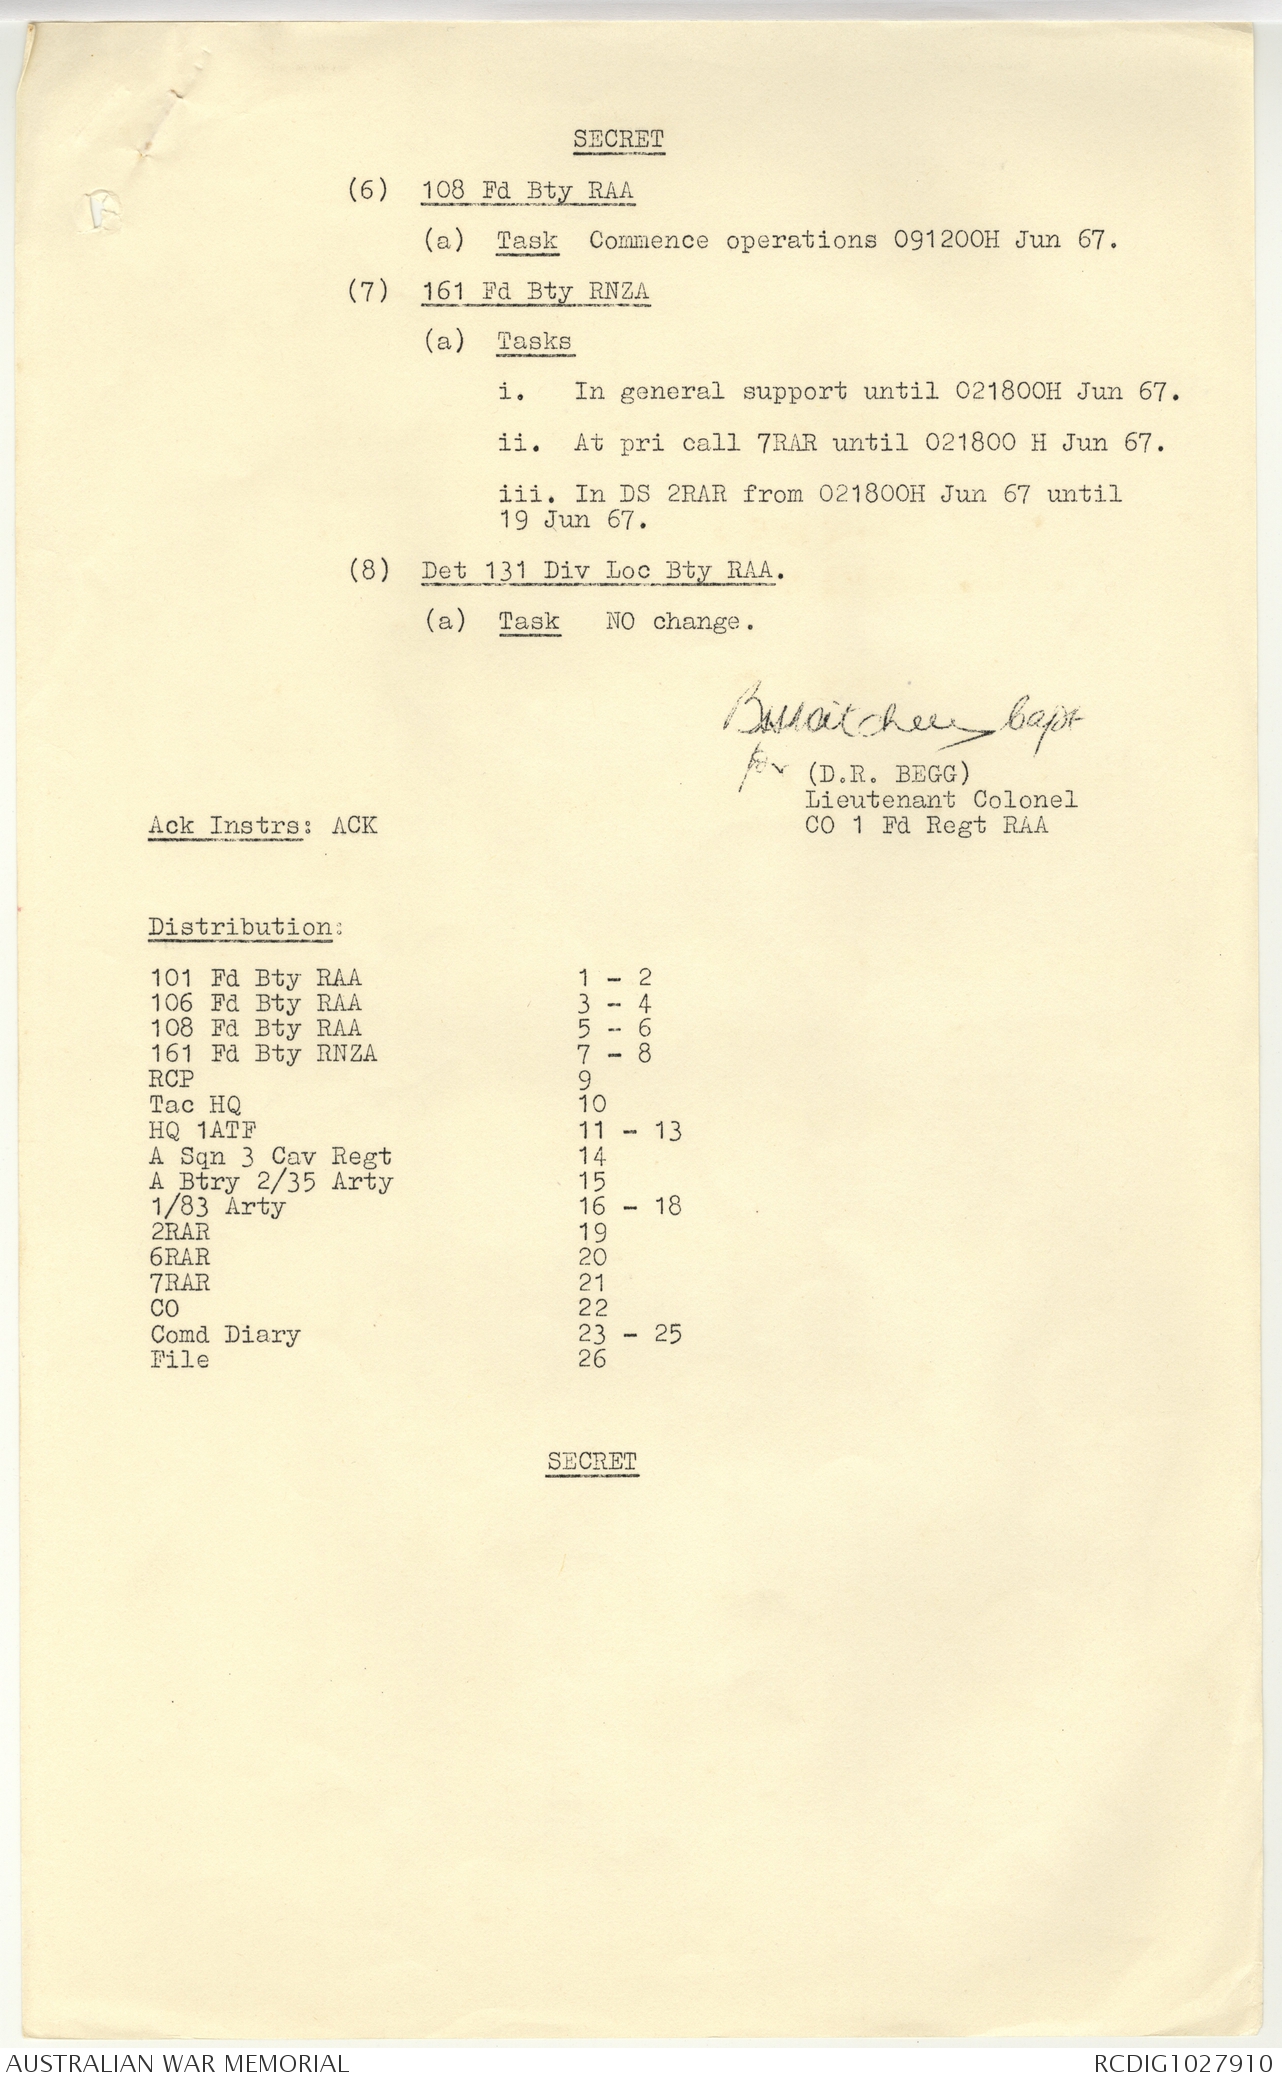 SECRET
(6) 108 Fd Bty RAA
(a) Task Commence operations 091200H Jun 67.
(7) 161 Fd Bty RNZA
(a) Tasks
i. In general support until 021800H Jun 67.
ii. At pri call 7RAR until 021800 H Jun 67.
iii. In DS 2RAR from 021800H Jun 67 until
19 Jun 67.
(8) Det 131 Div Loc Bty RAA.
(a) Task NO change.
Capt
for (D.R. BEGG)
Lieutenant Colonel
Ack Instrs: ACK CO 1 Fd Regt RAA
Distribution:
101 Fd Bty RAA 1 - 2
106 Fd Bty RAA 3 - 4
108 Fd Bty RAA 5 - 6
161 Fd Bty RNZA 7 - 8
RCP 9
Tac HQ 10
HQ 1ATF 11 - 13
A Sqn 3 Cav Regt 14
A Btry 2/35 Arty 15
1/83 Arty 16 - 18
2RAR 19
6RAR 20
7RAR 21
CO 22
Comd Diary 23 - 25
File 26
SECRET
AUSTRALIAN WAR MEMORIAL RCDIG1027910